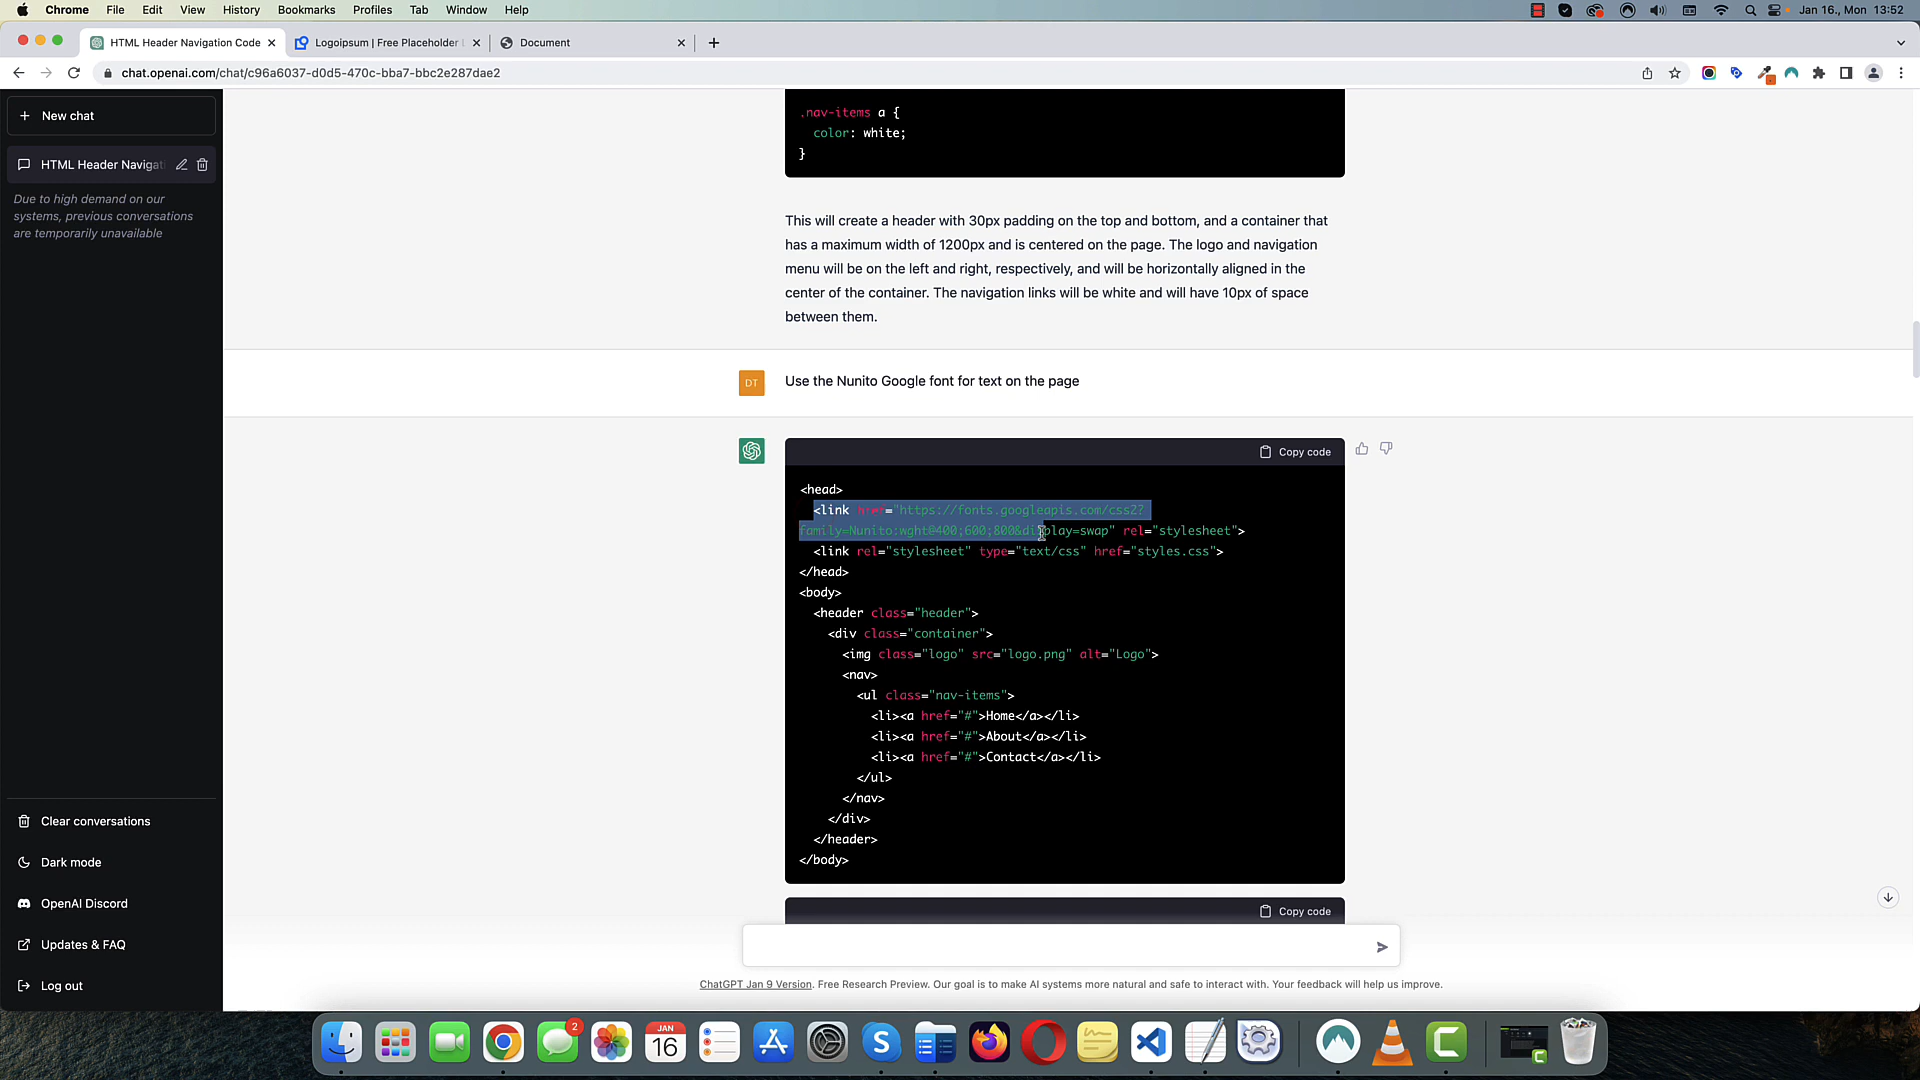 Chrome File Edit View History Bookmarks Profiles Tab Window Help Jan 16., Mon 13:52
HTML Header Navigation Code Logoipsum | Free Placeholder Document
chat.openai.com/chat/c96a6037-d0d5-470c-bba7-bbc2e287dae2
New chat
HTML Header Navigat
Due to high demand on our
systems, previous conversations
are temporarily unavailable
Clear conversations
Dark mode
OpenAI Discord
Updates & FAQ
Log out
.nav-items a {
color: white;
}
This will create a header with 30px padding on the top and bottom, and a container that
has a maximum width of 1200px and is centered on the page. The logo and navigation
menu will be on the left and right, respectively, and will be horizontally aligned in the
center of the container. The navigation links will be white and will have 10px of space
between them.
DT Use the Nunito Google font for text on the page
Copy code
<head>
<link href="https://fonts.googleapis.com/css2?
family=Nunito:wght@400;600;800&display=swap" rel="stylesheet">
<link rel="stylesheet" type="text/css" href="styles.css">
</head>
<body>
<header class="header">
<div class="container">
<img class="logo" src="logo.png" alt="Logo">
<nav>
<ul class="nav-items">
<li><a href="#">Home</a></li>
<li><a href="#">About</a></li>
<li><a href="#">Contact</a></li>
</ul>
</nav>
</div>
</header>
</body>
Copy code
ChatGPT Jan 9 Version. Free Research Preview. Our goal is to make AI systems more natural and safe to interact with. Your feedback will help us improve.
2
JAN
16